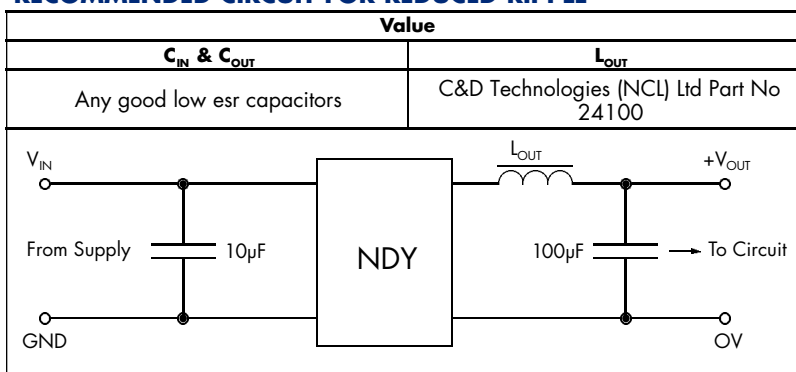 RECOMMENDED CIRCUIT FOR REDUCED RIPPLE
Value
C_IN & C_OUT
L_OUT
Any good low esr capacitors
C&D Technologies (NCL) Ltd Part No
24100
V_IN
L_OUT
+V_OUT
From Supply
10µF
NDY
100µF
To Circuit
GND
OV